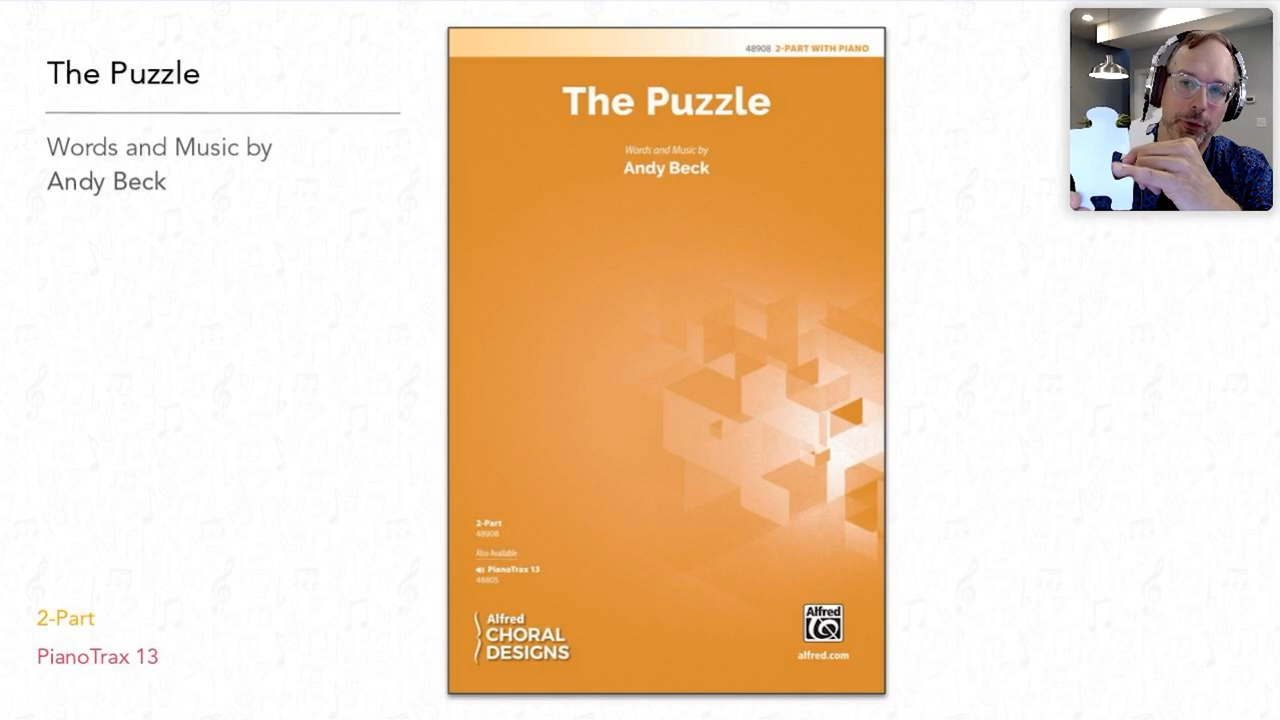 The Puzzle
Words and Music by
Andy Beck
2-Part
PianoTrax 13
48908 2-PART WITH PIANO
The Puzzle
Words and Music by
Andy Beck
2-Part
48908
Also Available
PianoTrax 13
48805
Alfred
CHORAL
DESIGNS
Alfred
alfred.com